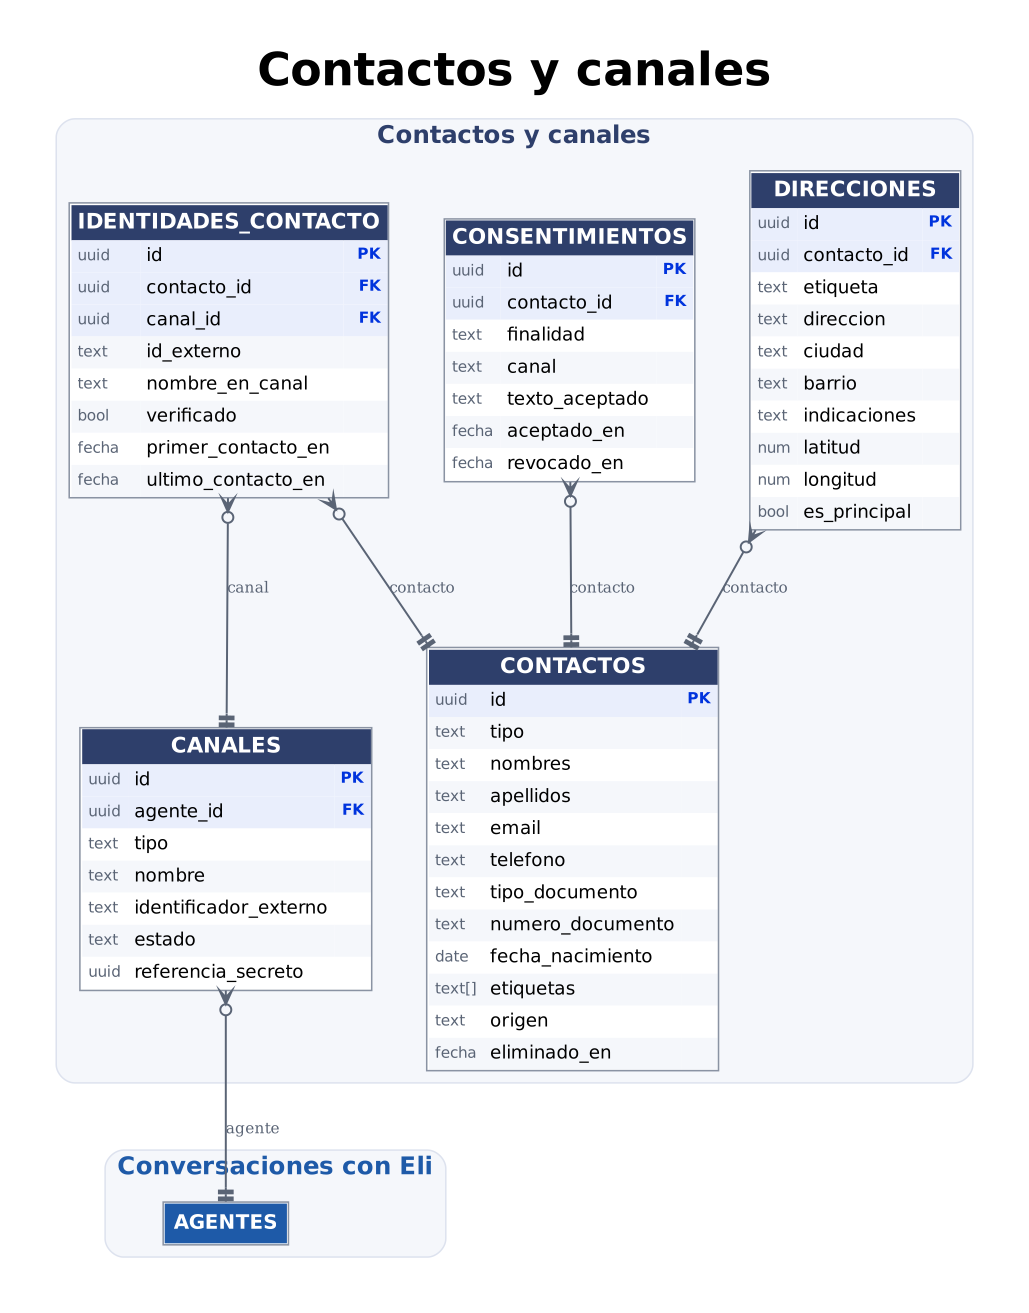 Contactos y canales
Contactos y canales
IDENTIDADES_CONTACTO
uuid id PK
uuid contacto_id FK
uuid canal_id FK
text id_externo
text nombre_en_canal
bool verificado
fecha primer_contacto_en
fecha ultimo_contacto_en
CONSENTIMIENTOS
uuid id PK
uuid contacto_id FK
text finalidad
text canal
text texto_aceptado
fecha aceptado_en
fecha revocado_en
DIRECCIONES
uuid id PK
uuid contacto_id FK
text etiqueta
text direccion
text ciudad
text barrio
text indicaciones
num latitud
num longitud
bool es_principal
canal
contacto
contacto
contacto
CANALES
uuid id PK
uuid agente_id FK
text tipo
text nombre
text identificador_externo
text estado
uuid referencia_secreto
CONTACTOS
uuid id PK
text tipo
text nombres
text apellidos
text email
text telefono
text tipo_documento
text numero_documento
date fecha_nacimiento
text[] etiquetas
text origen
fecha eliminado_en
agente
Conversaciones con Eli
AGENTES